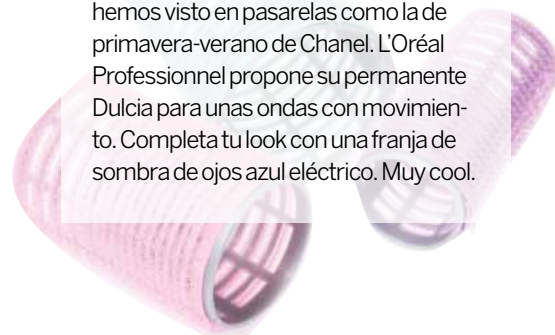 hemos visto en pasarelas como la de
primavera-verano de Chanel. L'Oréal
Professionnel propone su permanente
Dulcia para unas ondas con movimien-
to. Completa tu look con una franja de
sombra de ojos azul eléctrico. Muy cool.